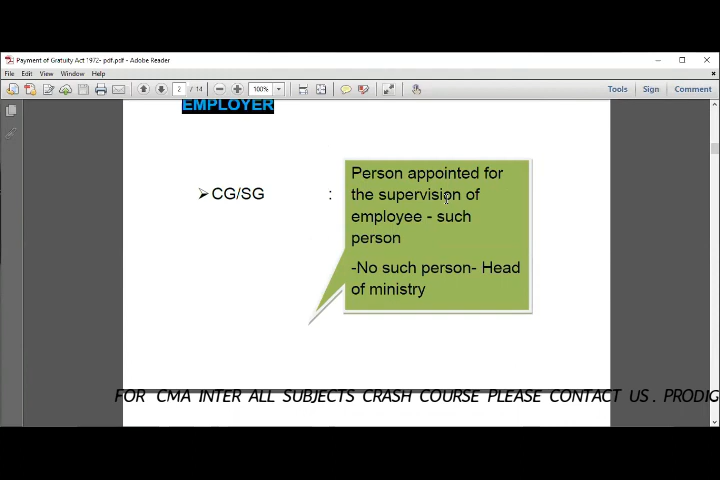 Payment of Gratuity Act 1972- pdf.pdf - Adobe Reader
File Edit View Window Help
2 / 14 100% Tools Sign Comment
EMPLOYER
➢CG/SG :
Person appointed for
the supervision of
employee - such
person
-No such person- Head
of ministry
FOR CMA INTER ALL SUBJECTS CRASH COURSE PLEASE CONTACT US . PRODIG